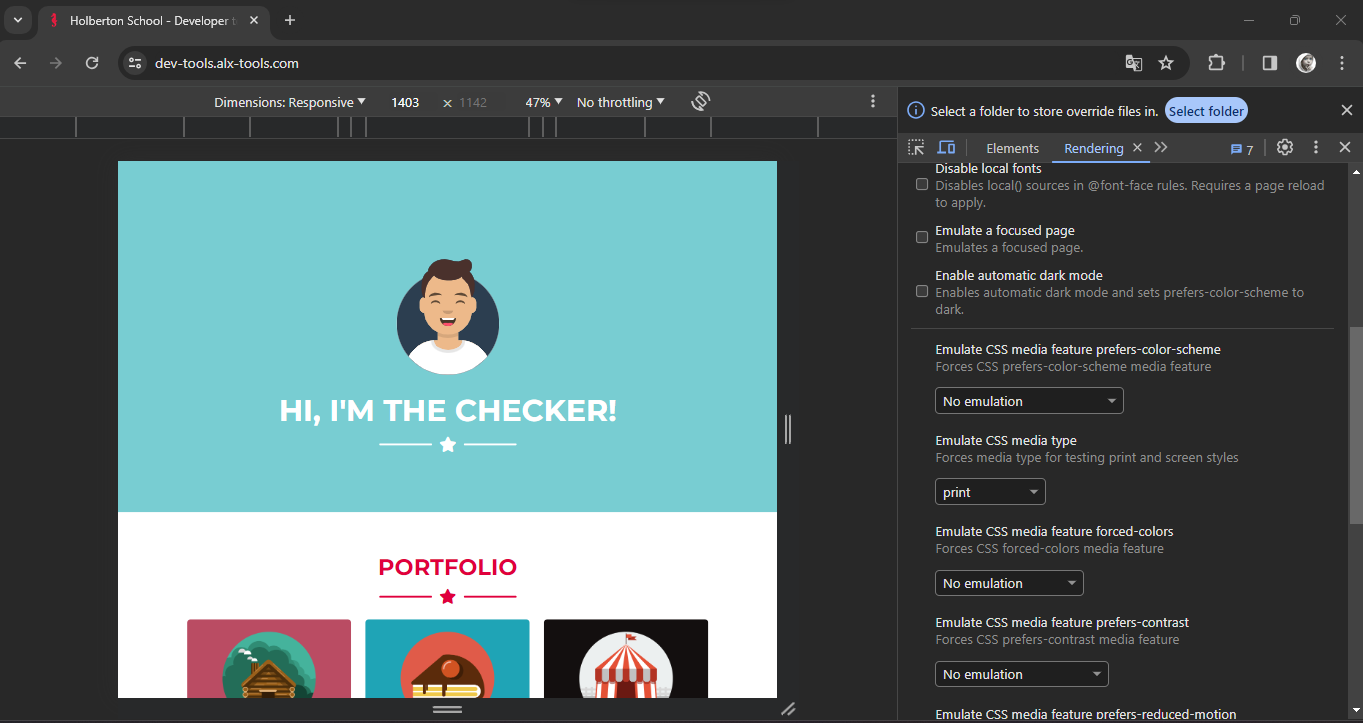 Holberton School - Developer t
dev-tools.alx-tools.com
Dimensions: Responsive 1403 × 1142 47% No throttling
Select a folder to store override files in. Select folder
Elements Rendering 7
Disable local fonts
Disables local() sources in @font-face rules. Requires a page reload
to apply.
Emulate a focused page
Emulates a focused page.
Enable automatic dark mode
Enables automatic dark mode and sets prefers-color-scheme to
dark.
Emulate CSS media feature prefers-color-scheme
Forces CSS prefers-color-scheme media feature
No emulation
Emulate CSS media type
Forces media type for testing print and screen styles
print
Emulate CSS media feature forced-colors
Forces CSS forced-colors media feature
No emulation
Emulate CSS media feature prefers-contrast
Forces CSS prefers-contrast media feature
No emulation
Emulate CSS media feature prefers-reduced-motion
HI, I'M THE CHECKER!
PORTFOLIO